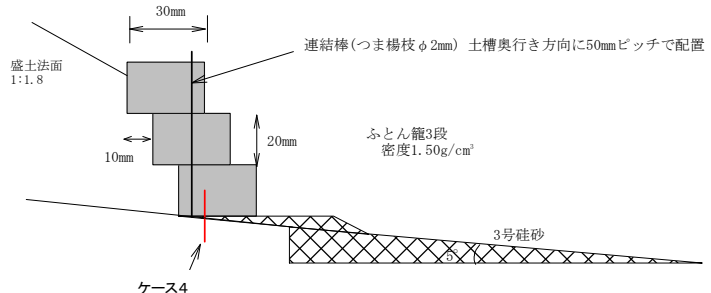 30mm
連結棒(つま楊枝φ2mm) 土槽奥行き方向に50mmピッチで配置
盛土法面
1:1.8
ふとん籠3段
密度1.50g/cm³
20mm
10mm
3号硅砂
5°
ケース4